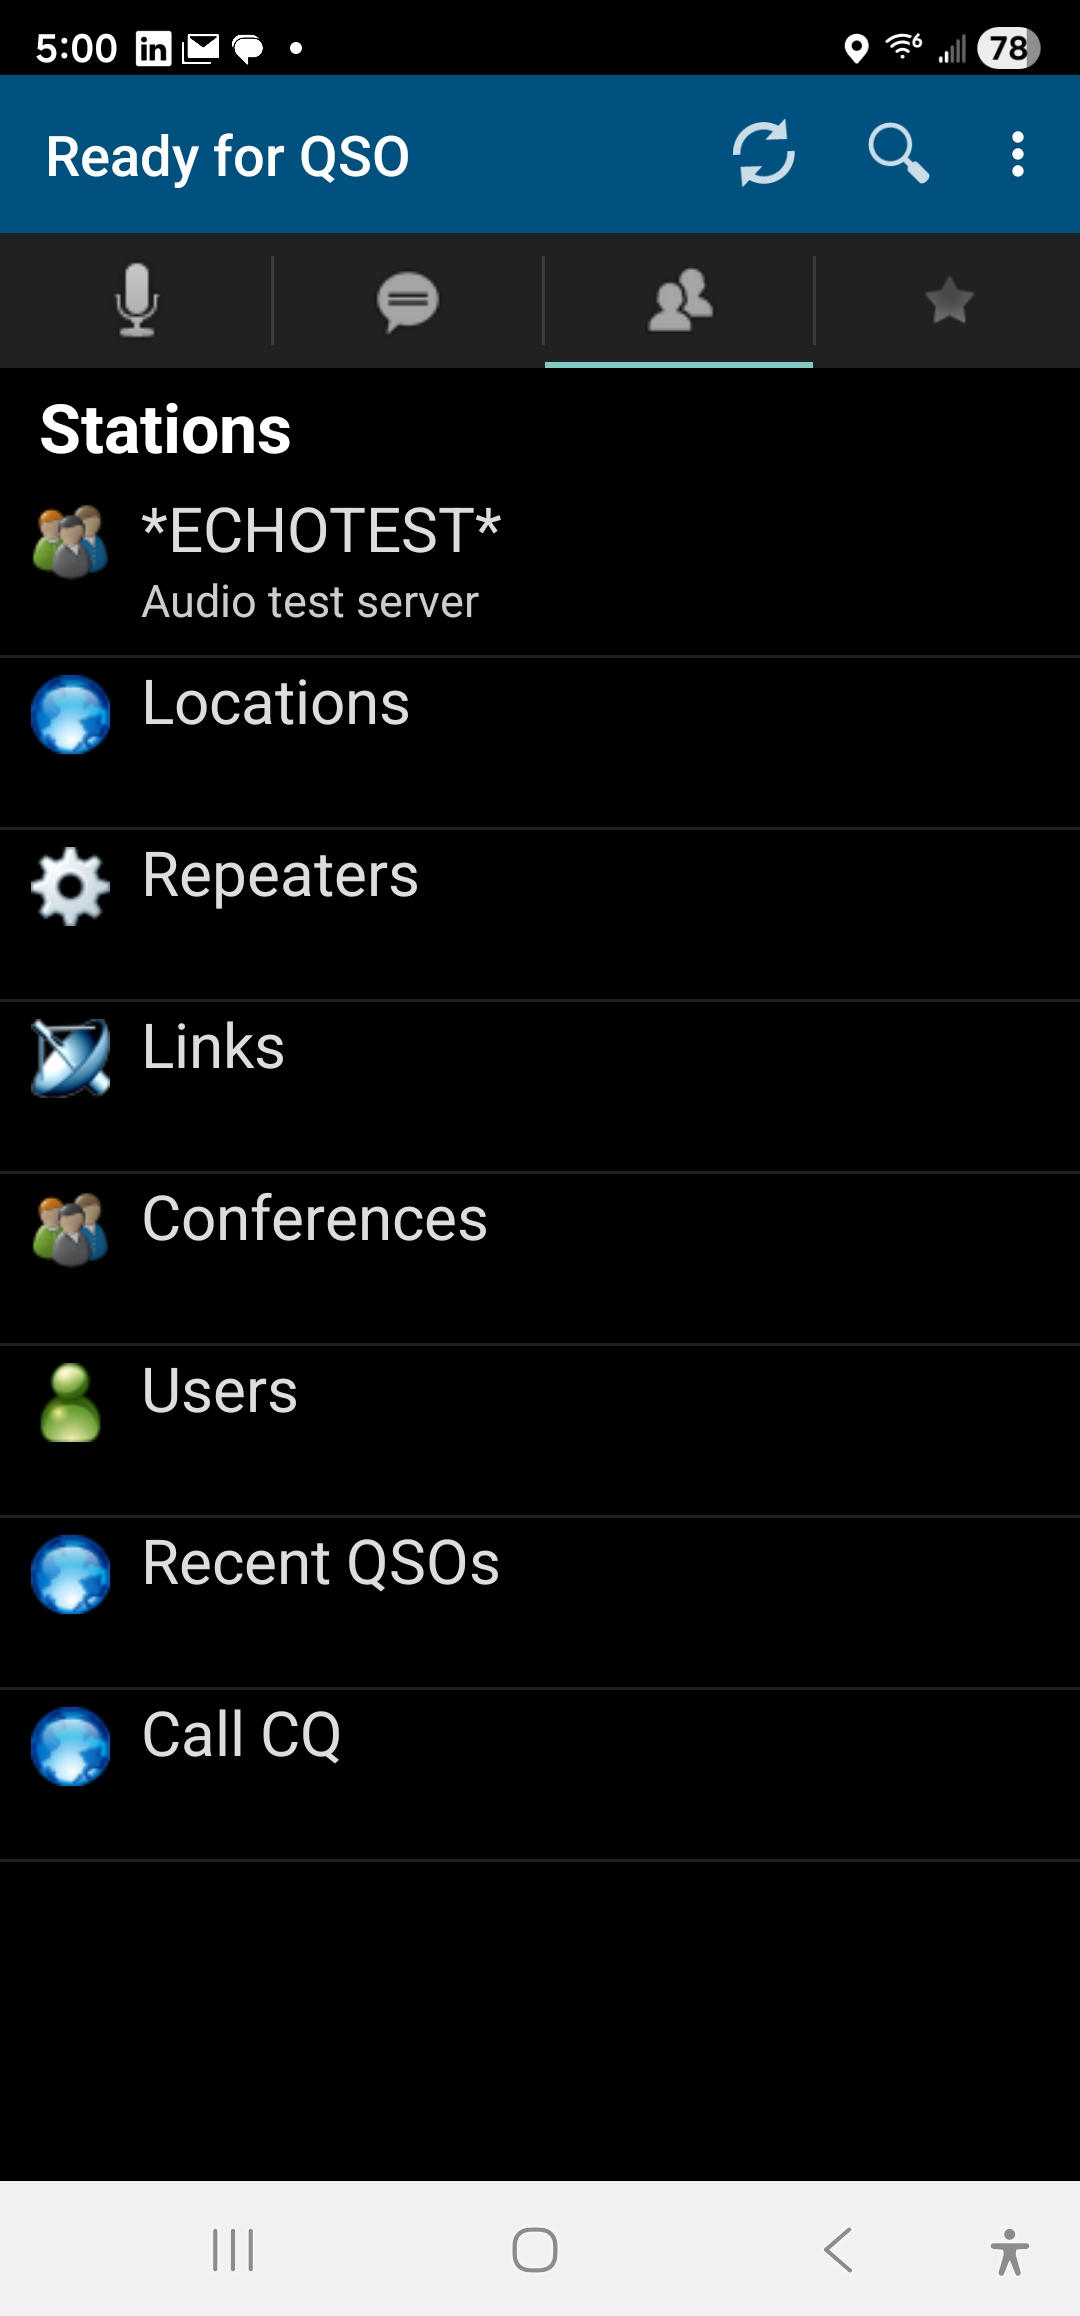 5:00
78
Ready for QSO
Stations
*ECHOTEST*
Audio test server
Locations
Repeaters
Links
Conferences
Users
Recent QSOs
Call CQ